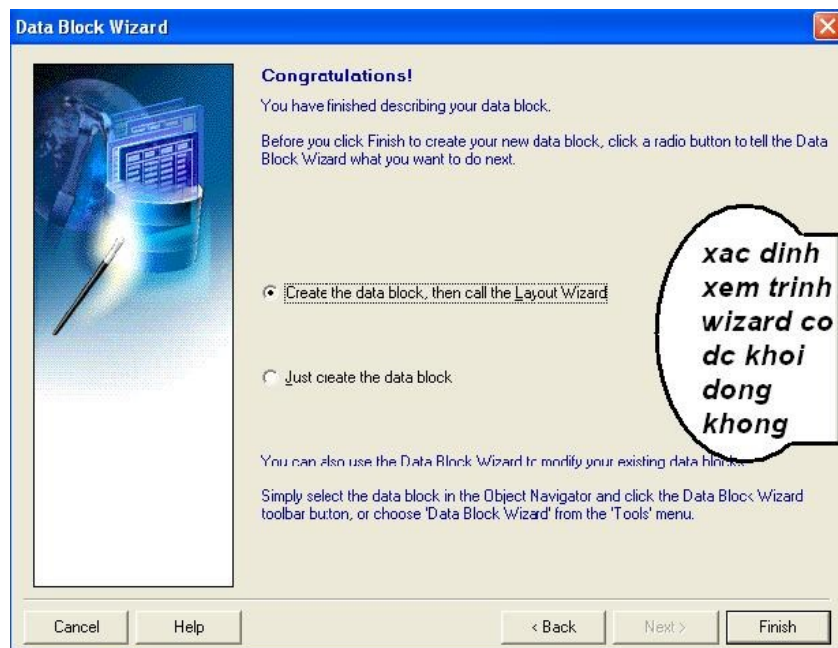 Data Block Wizard
Congratulations!
You have finished describing your data block.
Before you click Finish to create your new data block, click a radio button to tell the Data
Block Wizard what you want to do next.
Create the data block, then call the Layout Wizard
Just create the data block
xac dinh
xem trinh
wizard co
dc khoi
dong
khong
You can also use the Data Block Wizard to modify your existing data blocks.
Simply select the data block in the Object Navigator and click the Data Block Wizard
toolbar button, or choose 'Data Block Wizard' from the 'Tools' menu.
Cancel Help < Back Next > Finish